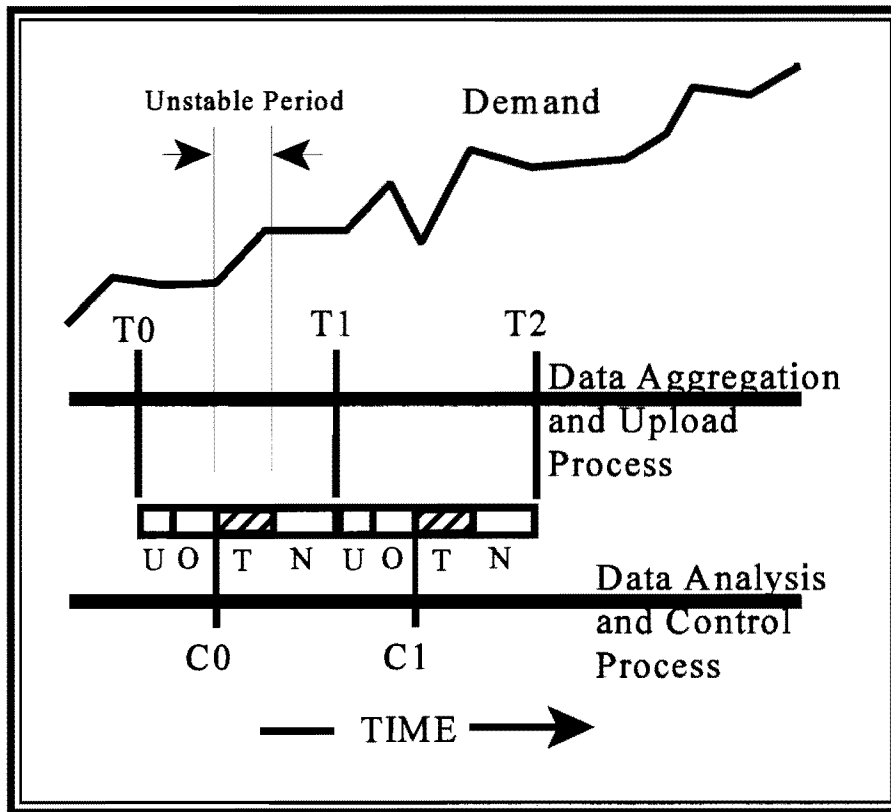 Unstable Period
Demand
T0
T1
T2
Data Aggregation
and Upload
Process
U O T N U O T N
Data Analysis
and Control
Process
C0
C1
TIME